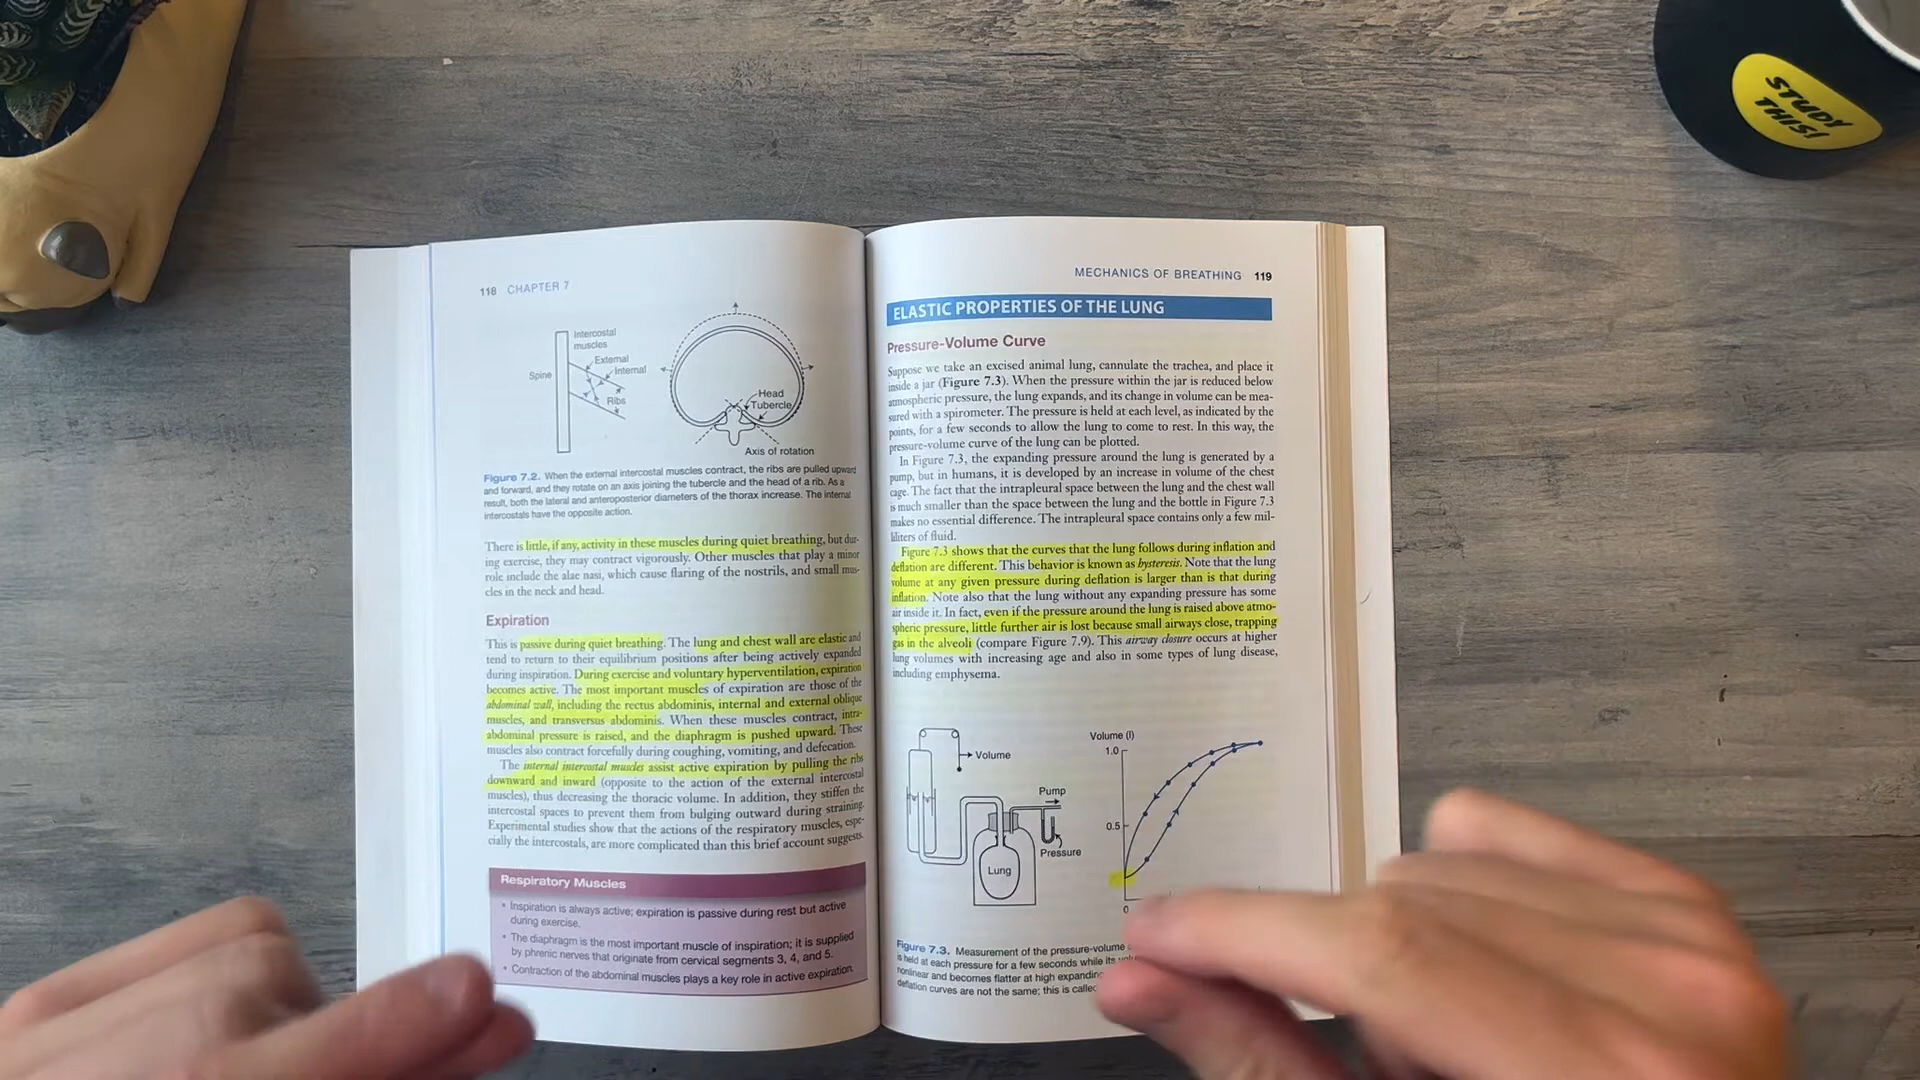 STUDY
THIS!
118 CHAPTER 7
Intercostal
muscles
External
Internal
Spine
Ribs
Head
Tubercle
Axis of rotation
Figure 7.2. When the external intercostal muscles contract, the ribs are pulled upward
and forward, and they rotate on an axis joining the tubercle and the head of a rib. As a
result, both the lateral and anteroposterior diameters of the thorax increase. The internal
intercostals have the opposite action.
There is little, if any, activity in these muscles during quiet breathing, but dur-
ing exercise, they may contract vigorously. Other muscles that play a minor
role include the alae nasi, which cause flaring of the nostrils, and small mus-
cles in the neck and head.
Expiration
This is passive during quiet breathing. The lung and chest wall are elastic and
tend to return to their equilibrium positions after being actively expanded
during inspiration. During exercise and voluntary hyperventilation, expiration
becomes active. The most important muscles of expiration are those of the
abdominal wall, including the rectus abdominis, internal and external oblique
muscles, and transversus abdominis. When these muscles contract, intra-
abdominal pressure is raised, and the diaphragm is pushed upward. These
muscles also contract forcefully during coughing, vomiting, and defecation.
The internal intercostal muscles assist active expiration by pulling the ribs
downward and inward (opposite to the action of the external intercostal
muscles), thus decreasing the thoracic volume. In addition, they stiffen the
intercostal spaces to prevent them from bulging outward during straining.
Experimental studies show that the actions of the respiratory muscles, espe-
cially the intercostals, are more complicated than this brief account suggests.
Respiratory Muscles
• Inspiration is always active; expiration is passive during rest but active
during exercise.
• The diaphragm is the most important muscle of inspiration; it is supplied
by phrenic nerves that originate from cervical segments 3, 4, and 5.
• Contraction of the abdominal muscles plays a key role in active expiration.
MECHANICS OF BREATHING 119
ELASTIC PROPERTIES OF THE LUNG
Pressure-Volume Curve
Suppose we take an excised animal lung, cannulate the trachea, and place it
inside a jar (Figure 7.3). When the pressure within the jar is reduced below
atmospheric pressure, the lung expands, and its change in volume can be mea-
sured with a spirometer. The pressure is held at each level, as indicated by the
points, for a few seconds to allow the lung to come to rest. In this way, the
pressure-volume curve of the lung can be plotted.
In Figure 7.3, the expanding pressure around the lung is generated by a
pump, but in humans, it is developed by an increase in volume of the chest
cage. The fact that the intrapleural space between the lung and the chest wall
is much smaller than the space between the lung and the bottle in Figure 7.3
makes no essential difference. The intrapleural space contains only a few mil-
liliters of fluid.
Figure 7.3 shows that the curves that the lung follows during inflation and
deflation are different. This behavior is known as hysteresis. Note that the lung
volume at any given pressure during deflation is larger than is that during
inflation. Note also that the lung without any expanding pressure has some
air inside it. In fact, even if the pressure around the lung is raised above atmo-
spheric pressure, little further air is lost because small airways close, trapping
gas in the alveoli (compare Figure 7.9). This airway closure occurs at higher
lung volumes with increasing age and also in some types of lung disease,
including emphysema.
Volume
Pump
Pressure
Lung
Volume (l)
1.0
0.5
0
Figure 7.3. Measurement of the pressure-volume
is held at each pressure for a few seconds while its
nonlinear and becomes flatter at high expanding
deflation curves are not the same; this is called